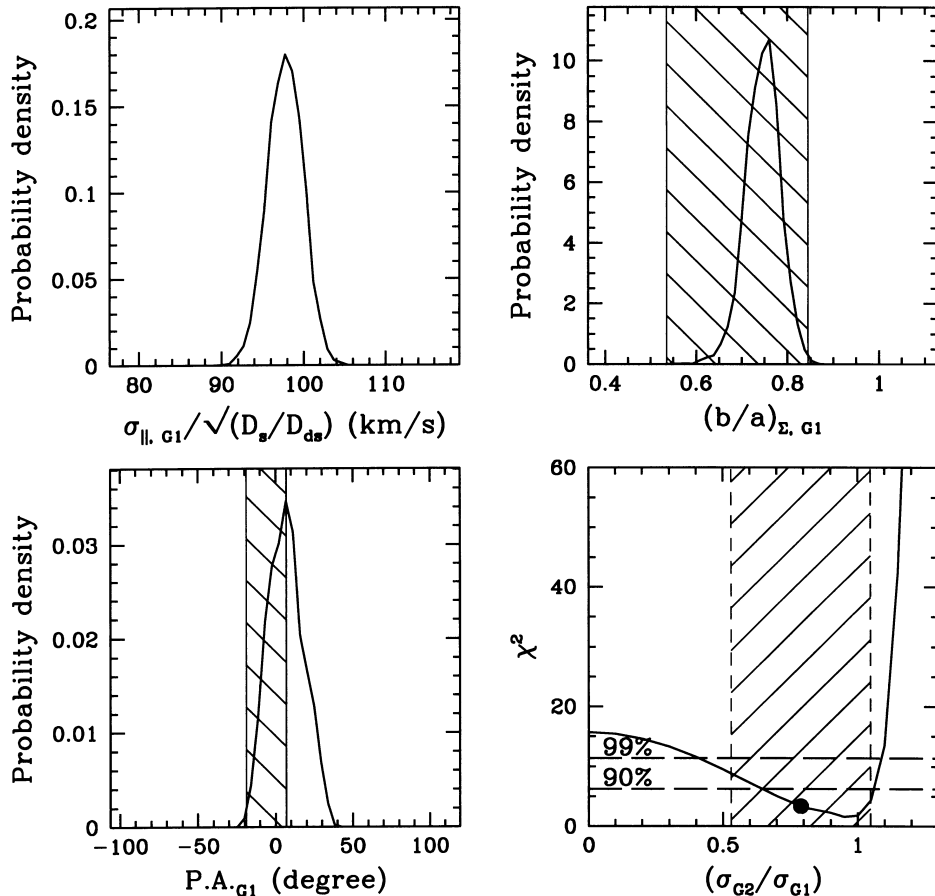 0.2
0.15
0.1
0.05
0
Probability density
80 90 100 110
σ||, G1/√(Ds/Dds) (km/s)
10
8
6
4
2
0
Probability density
0.4 0.6 0.8 1
(b/a)Σ, G1
0.03
0.02
0.01
0
Probability density
-100 -50 0 50 100
P.A.G1 (degree)
60
40
20
0
χ²
99%
90%
0 0.5 1
(σG2/σG1)